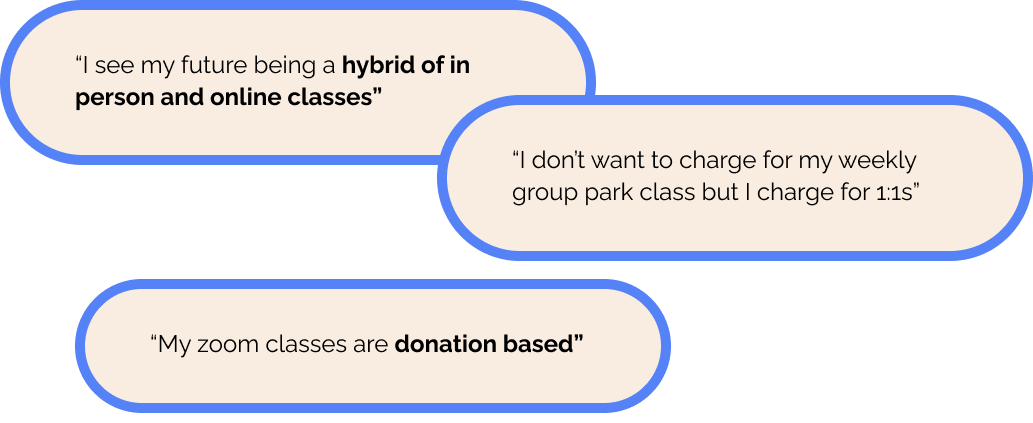 “I see my future being a hybrid of in
person and online classes”
“I don’t want to charge for my weekly
group park class but I charge for 1:1s”
“My zoom classes are donation based”